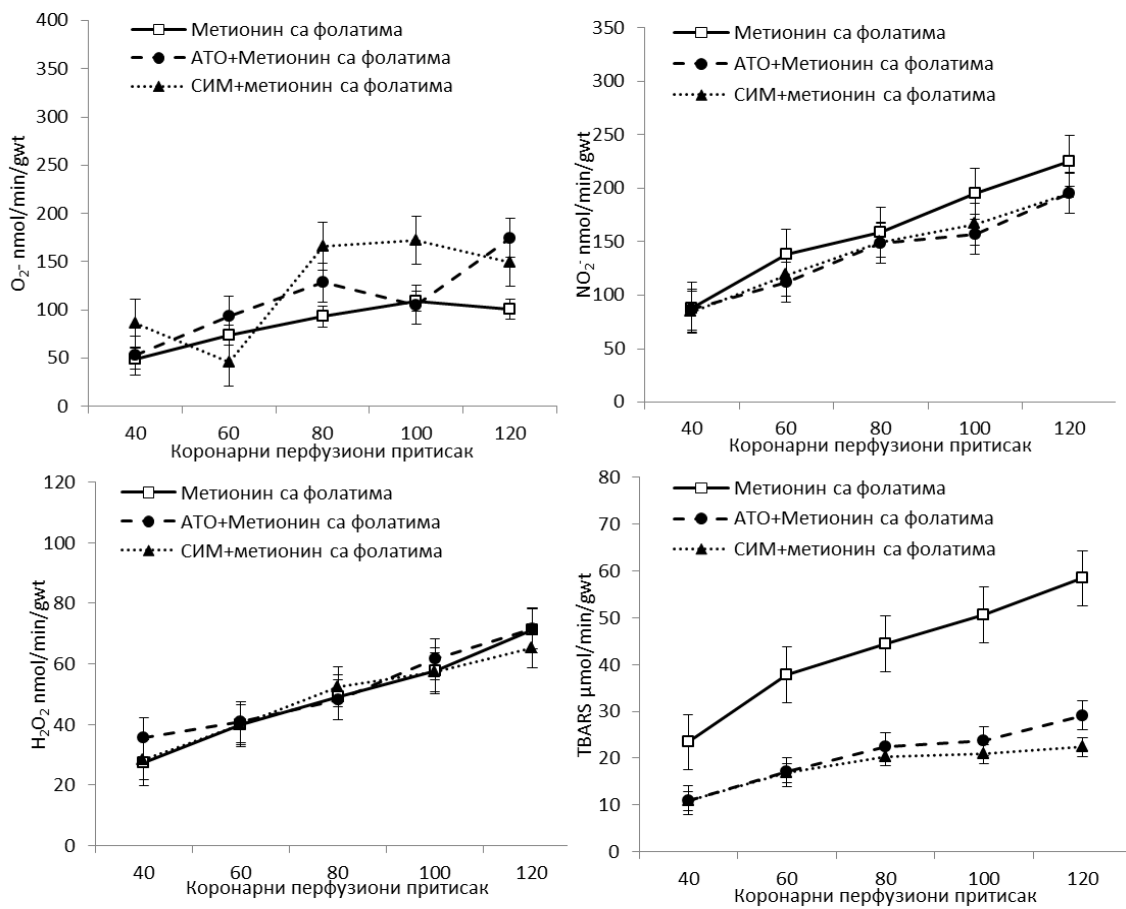 400
350
300
250
200
150
100
50
0
O₂- nmol/min/gwt
Метионин са фолатима
АТО+Метионин са фолатима
СИМ+метионин са фолатима
40 60 80 100 120
Коронарни перфузиони притисак
350
300
250
200
150
100
50
0
NO₂⁻ nmol/min/gwt
Метионин са фолатима
АТО+Метионин са фолатима
СИМ+метионин са фолатима
40 60 80 100 120
Коронарни перфузиони притисак
120
100
80
60
40
20
0
H₂O₂ nmol/min/gwt
Метионин са фолатима
АТО+Метионин са фолатима
СИМ+метионин са фолатима
40 60 80 100 120
Коронарни перфузиони притисак
80
70
60
50
40
30
20
10
0
TBARS µmol/min/gwt
Метионин са фолатима
АТО+Метионин са фолатима
СИМ+метионин са фолатима
40 60 80 100 120
Коронарни перфузиони притисак